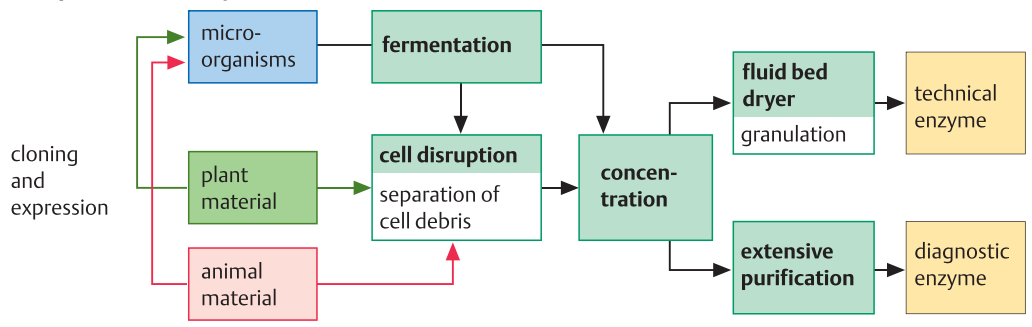 micro-
organisms
fermentation
fluid bed
dryer
granulation
technical
enzyme
cloning
and
expression
plant
material
cell disruption
separation of
cell debris
concen-
tration
animal
material
extensive
purification
diagnostic
enzyme